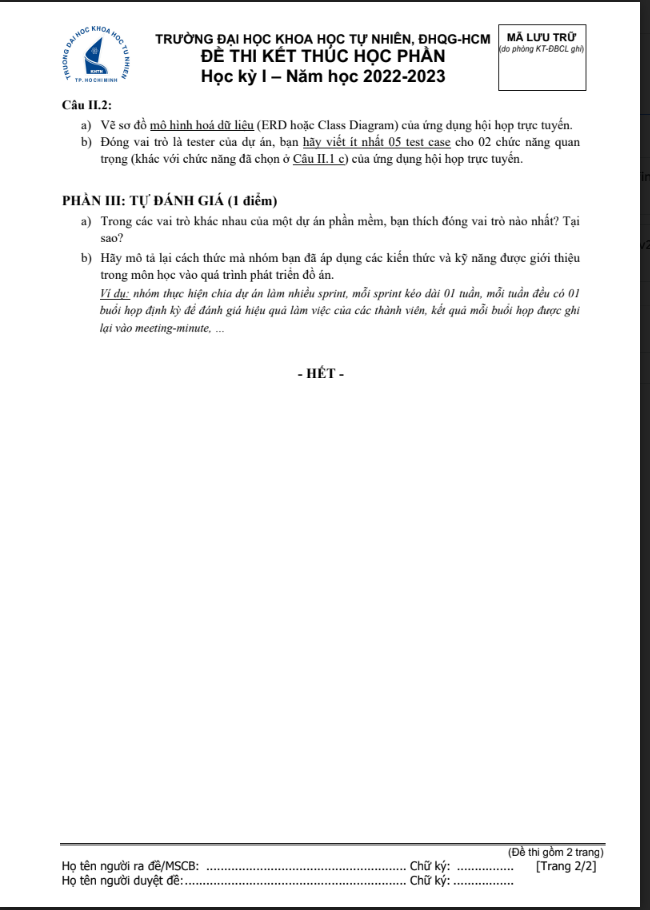 TRƯỜNG ĐẠI HỌC KHOA HỌC TỰ NHIÊN
KHTN
TP. HỒ CHÍ MINH
TRƯỜNG ĐẠI HỌC KHOA HỌC TỰ NHIÊN, ĐHQG-HCM
ĐỀ THI KẾT THÚC HỌC PHẦN
Học kỳ I – Năm học 2022-2023
MÃ LƯU TRỮ
(do phòng KT-ĐBCL ghi)
Câu II.2:
a) Vẽ sơ đồ mô hình hoá dữ liệu (ERD hoặc Class Diagram) của ứng dụng hội họp trực tuyến.
b) Đóng vai trò là tester của dự án, bạn hãy viết ít nhất 05 test case cho 02 chức năng quan
trọng (khác với chức năng đã chọn ở Câu II.1 c) của ứng dụng hội họp trực tuyến.
PHẦN III: TỰ ĐÁNH GIÁ (1 điểm)
a) Trong các vai trò khác nhau của một dự án phần mềm, bạn thích đóng vai trò nào nhất? Tại
sao?
b) Hãy mô tả lại cách thức mà nhóm bạn đã áp dụng các kiến thức và kỹ năng được giới thiệu
trong môn học vào quá trình phát triển đồ án.
Ví dụ: nhóm thực hiện chia dự án làm nhiều sprint, mỗi sprint kéo dài 01 tuần, mỗi tuần đều có 01
buổi họp định kỳ để đánh giá hiệu quả làm việc của các thành viên, kết quả mỗi buổi họp được ghi
lại vào meeting-minute, ...
- HẾT -
(Đề thi gồm 2 trang)
Họ tên người ra đề/MSCB: ........................................................ Chữ ký: ................ [Trang 2/2]
Họ tên người duyệt đề:.............................................................. Chữ ký: .................